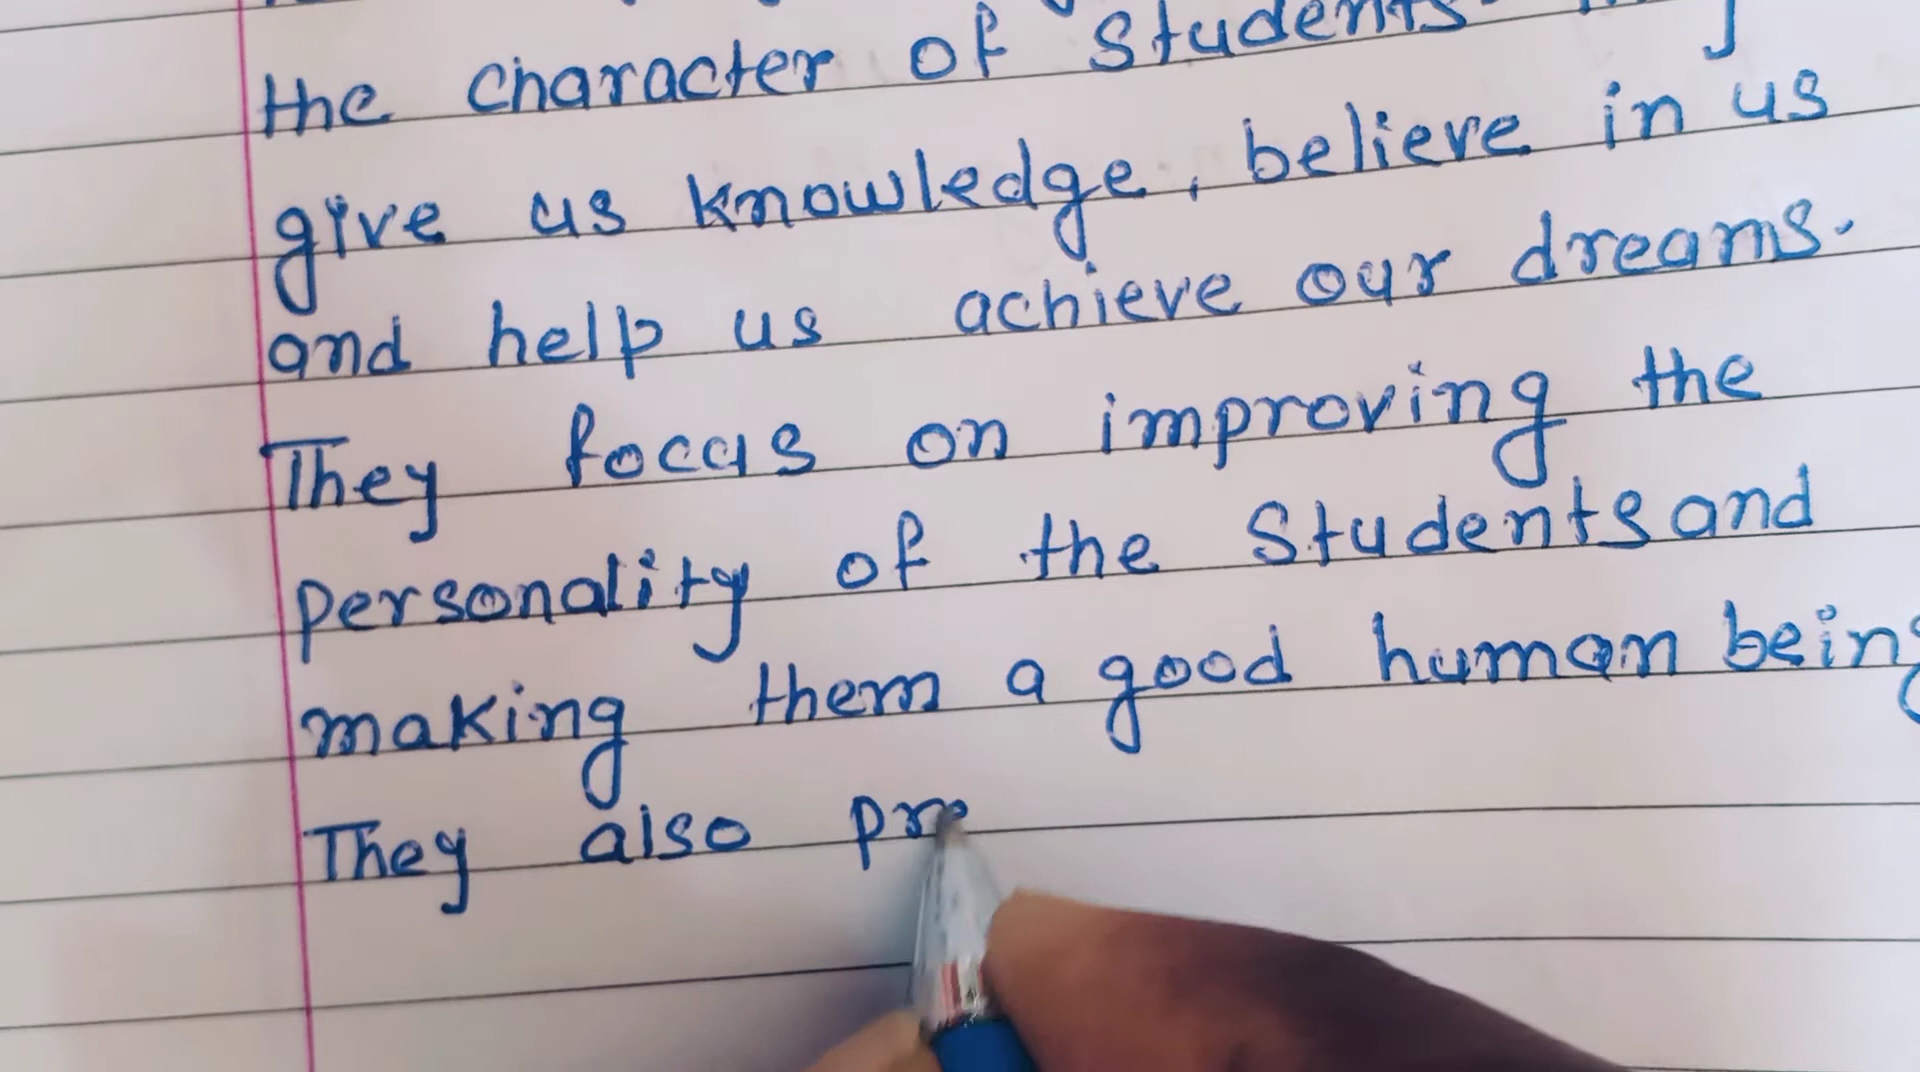 the character of students
give us knowledge, believe in us
and help us achieve our dreams.
They focus on improving the
personality of the Students and
making them a good human being
They also pr